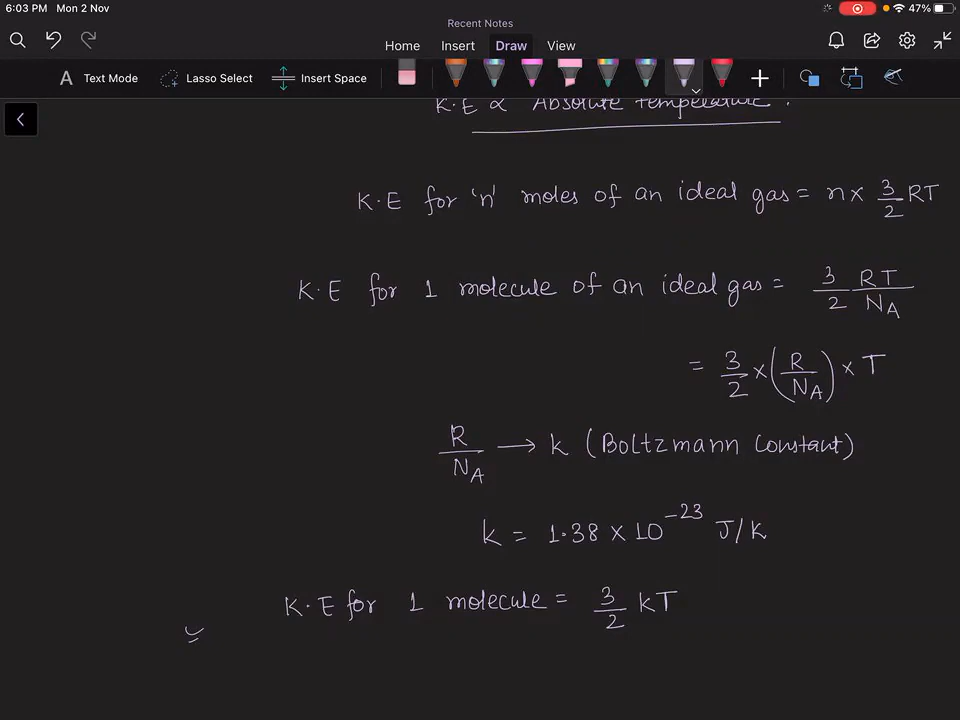 6:03 PM Mon 2 Nov 47%
Recent Notes
Home Insert Draw View
Text Mode Lasso Select Insert Space
K.E ∝ Absolute Temperature.
K.E for 'n' moles of an ideal gas = n × 3/2 RT
K.E for 1 molecule of an ideal gas = 3/2 RT/N_A
= 3/2 × (R/N_A) × T
R/N_A → k (Boltzmann Constant)
k = 1.38 × 10^-23 J/K
K.E for 1 molecule = 3/2 KT